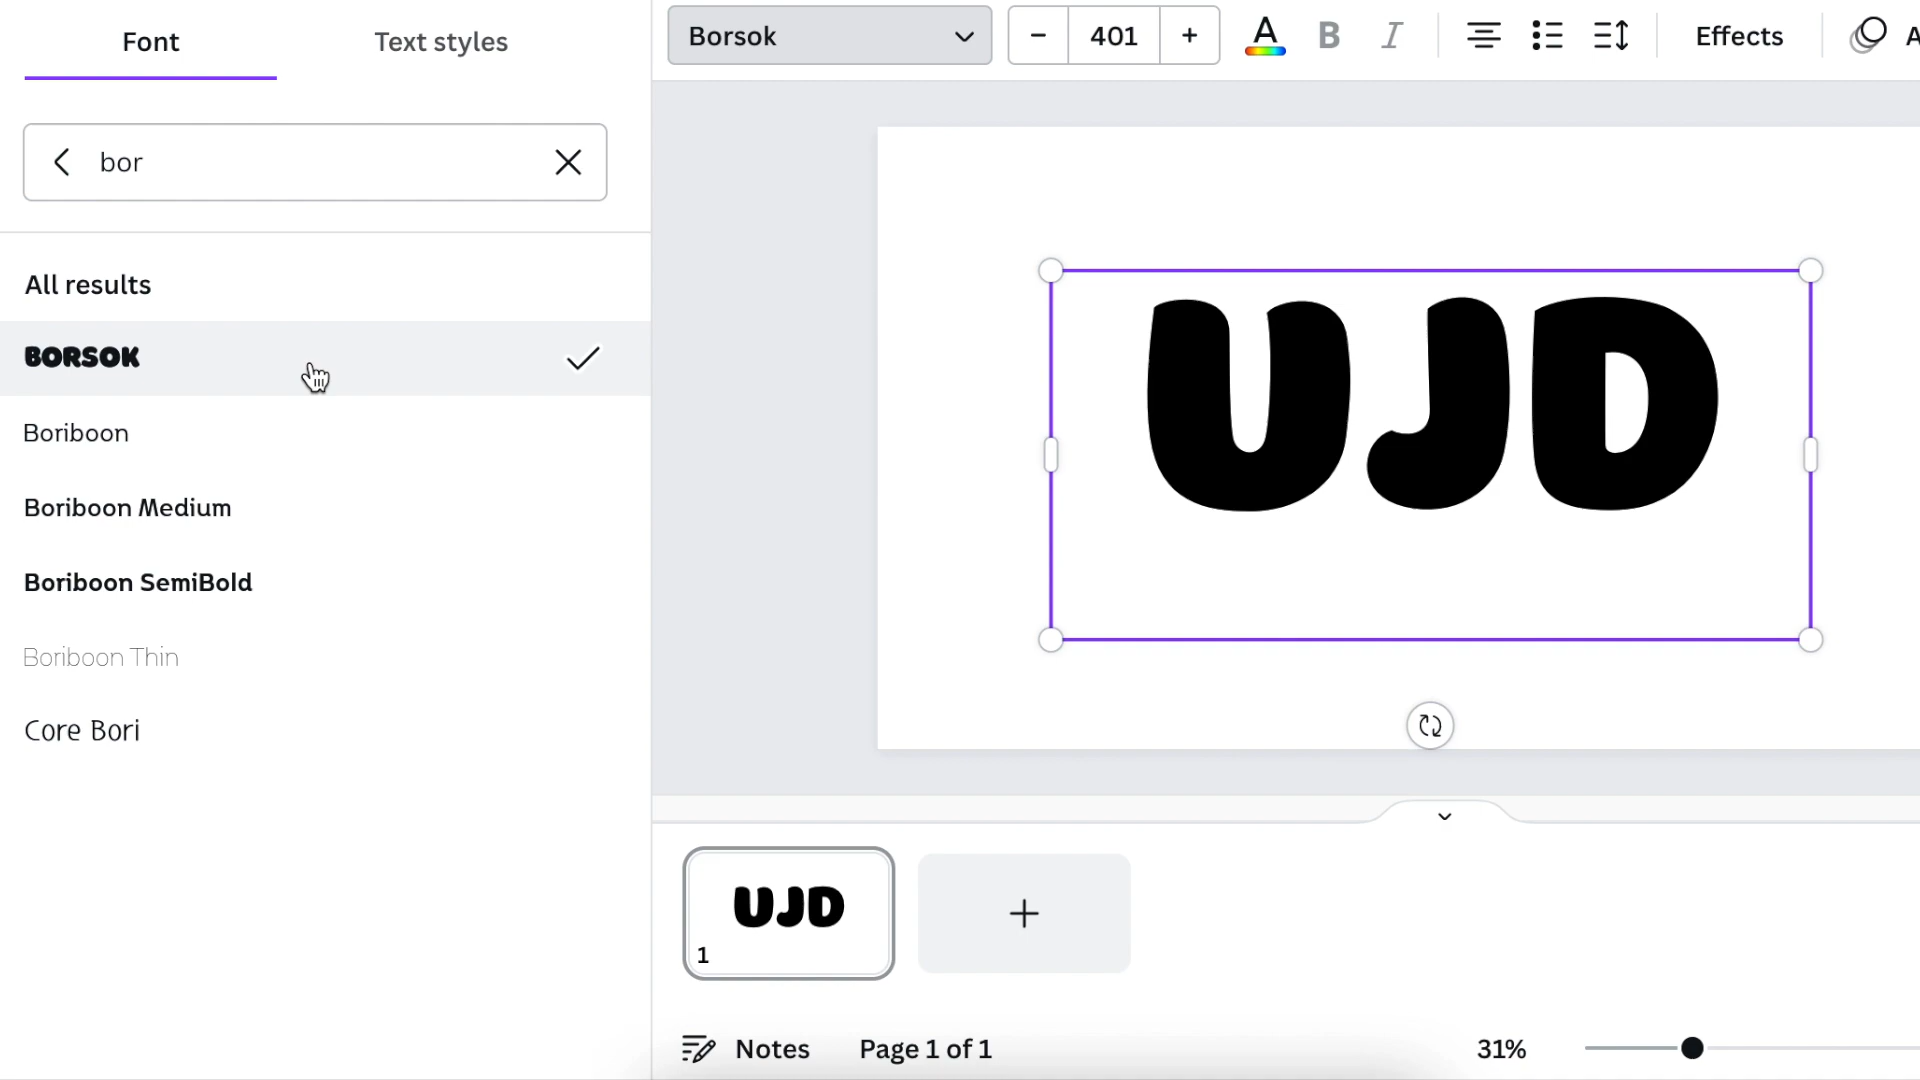 Font
Text styles
bor
All results
BORSOK
Boriboon
Boriboon Medium
Boriboon SemiBold
Boriboon Thin
Core Bori
Borsok
- 401 +
A B I
Effects
A
UJD
UJD
1
+
Notes
Page 1 of 1
31%